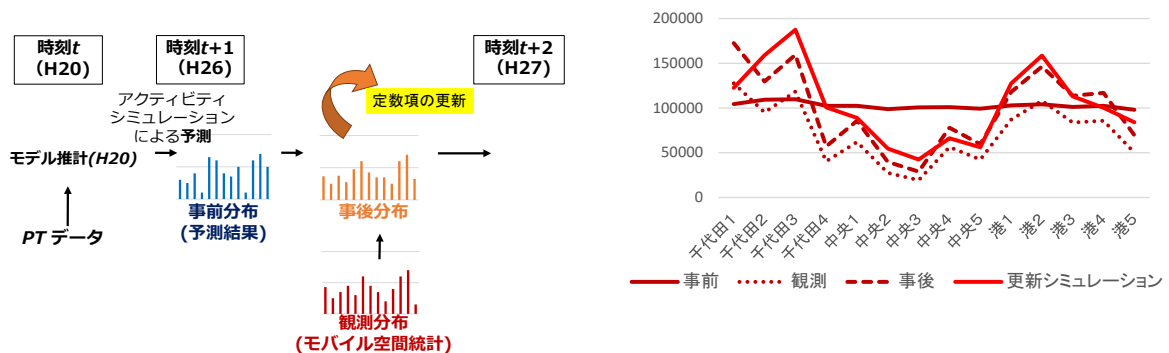 時刻t
（H20）
時刻t+1
（H26）
時刻t+2
（H27）
アクティビティ
シミュレーション
による予測
定数項の更新
モデル推計(H20)
事前分布
(予測結果)
事後分布
PT データ
観測分布
(モバイル空間統計)
200000
150000
100000
50000
0
千代田1
千代田2
千代田3
千代田4
中央1
中央2
中央3
中央4
中央5
港1
港2
港3
港4
港5
事前
観測
事後
更新シミュレーション